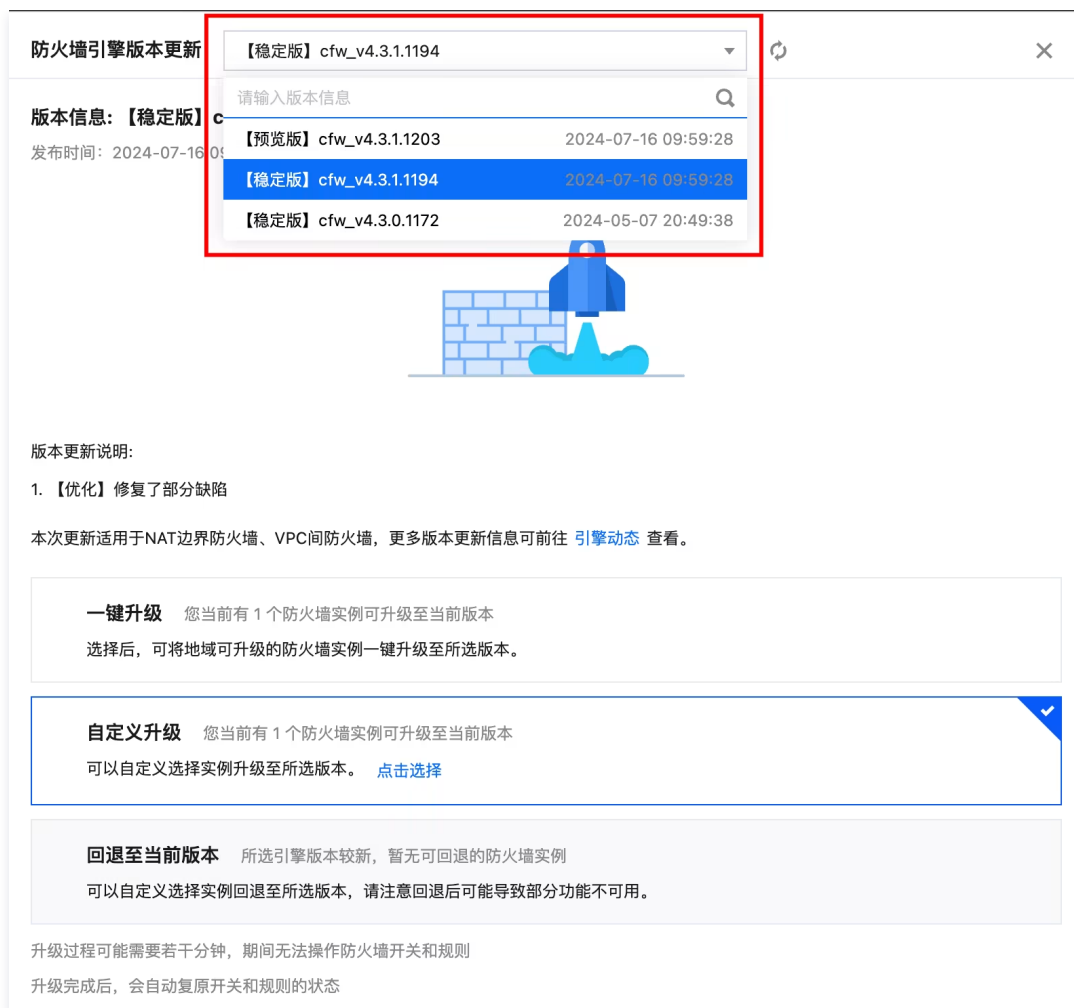 防火墙引擎版本更新 【稳定版】cfw_v4.3.1.1194
请输入版本信息
版本信息: 【稳定版】c
【预览版】cfw_v4.3.1.1203 2024-07-16 09:59:28
发布时间：2024-07-16 09
【稳定版】cfw_v4.3.1.1194 2024-07-16 09:59:28
【稳定版】cfw_v4.3.0.1172 2024-05-07 20:49:38
版本更新说明:
1. 【优化】修复了部分缺陷
本次更新适用于NAT边界防火墙、VPC间防火墙，更多版本更新信息可前往 引擎动态 查看。
一键升级 您当前有 1 个防火墙实例可升级至当前版本
选择后，可将地域可升级的防火墙实例一键升级至所选版本。
自定义升级 您当前有 1 个防火墙实例可升级至当前版本
可以自定义选择实例升级至所选版本。 点击选择
回退至当前版本 所选引擎版本较新，暂无可回退的防火墙实例
可以自定义选择实例回退至所选版本，请注意回退后可能导致部分功能不可用。
升级过程可能需要若干分钟，期间无法操作防火墙开关和规则
升级完成后，会自动复原开关和规则的状态